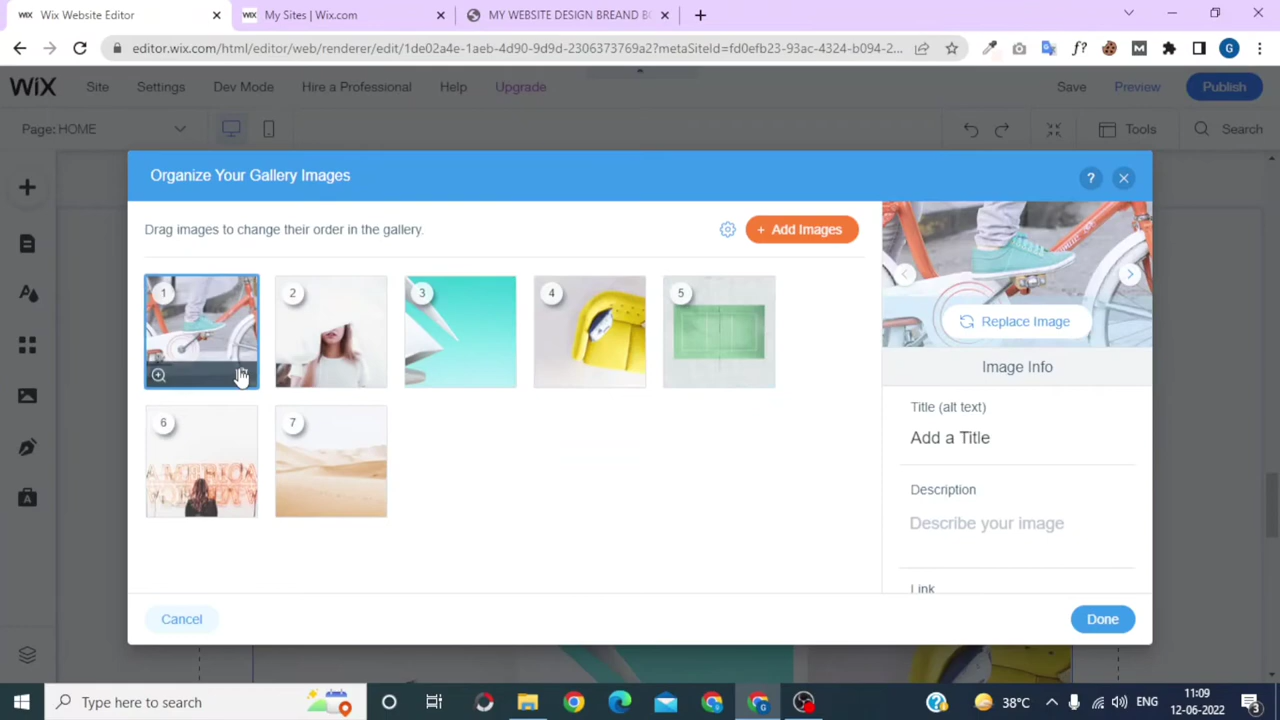 Wix Website Editor
My Sites | Wix.com
MY WEBSITE DESIGN BREAND BO
editor.wix.com/html/editor/web/renderer/edit/1de02a4e-1aeb-4d90-9d9d-2306373769a2?metaSiteId=fd0efb23-93ac-4324-b094-2...
f?
M
G
WiX
Site
Settings
Dev Mode
Hire a Professional
Help
Upgrade
Save
Preview
Publish
Page: HOME
Tools
Search
Organize Your Gallery Images
?
Drag images to change their order in the gallery.
+ Add Images
1
2
3
4
5
Replace Image
Image Info
Title (alt text)
Add a Title
6
7
Description
Describe your image
Link
Cancel
Done
Type here to search
38°C
ENG
11:09
12-06-2022
3